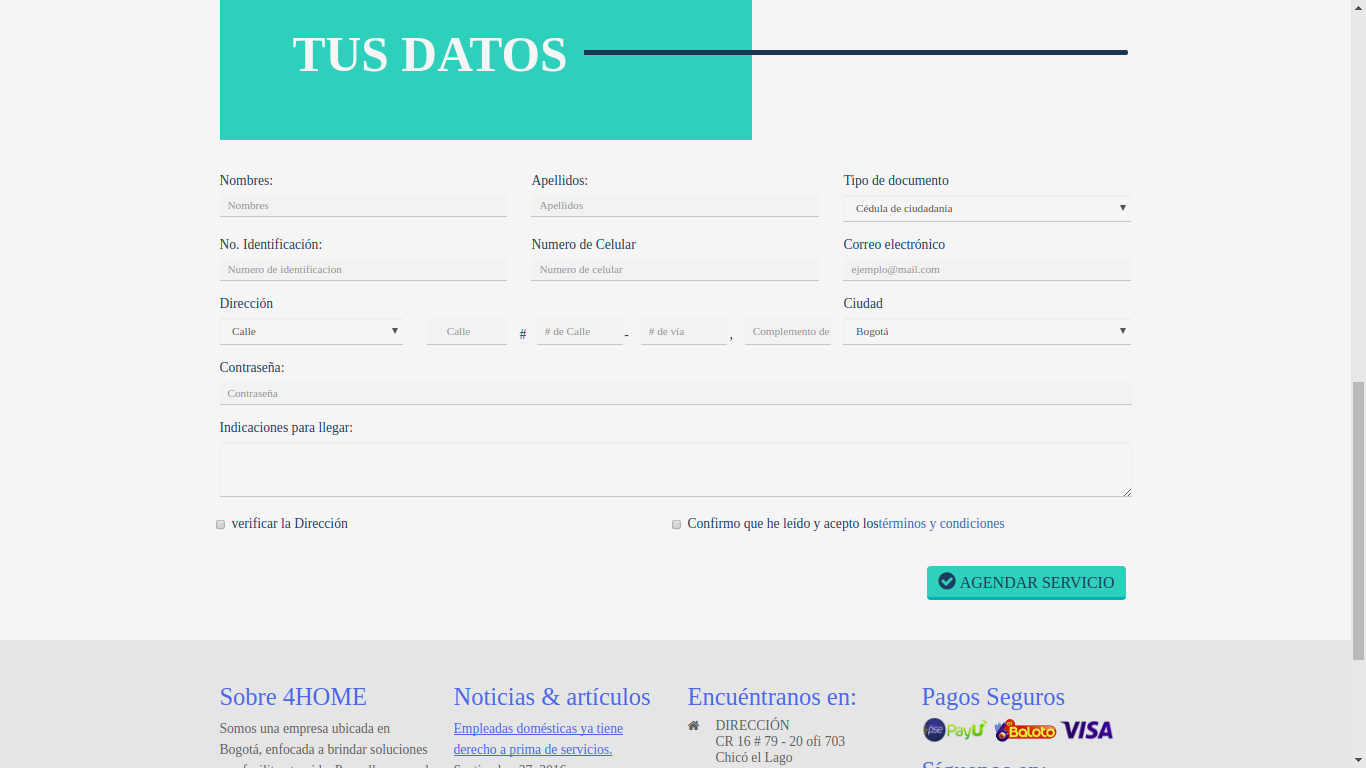 TUS DATOS
Nombres: Apellidos: Tipo de documento
Nombres Apellidos Cédula de ciudadanía
No. Identificación: Numero de Celular Correo electrónico
Numero de identificacion Numero de celular ejemplo@mail.com
Dirección Ciudad
Calle Calle # # de Calle - # de vía , Complemento de Bogotá
Contraseña:
Contraseña
Indicaciones para llegar:
verificar la Dirección Confirmo que he leído y acepto lostérminos y condiciones
AGENDAR SERVICIO
Sobre 4HOME
Somos una empresa ubicada en
Bogotá, enfocada a brindar soluciones
Noticias & artículos
Empleadas domésticas ya tiene
derecho a prima de servicios.
Encuéntranos en:
DIRECCIÓN
CR 16 # 79 - 20 ofi 703
Chicó el Lago
Pagos Seguros
pse PayU el Baloto VISA